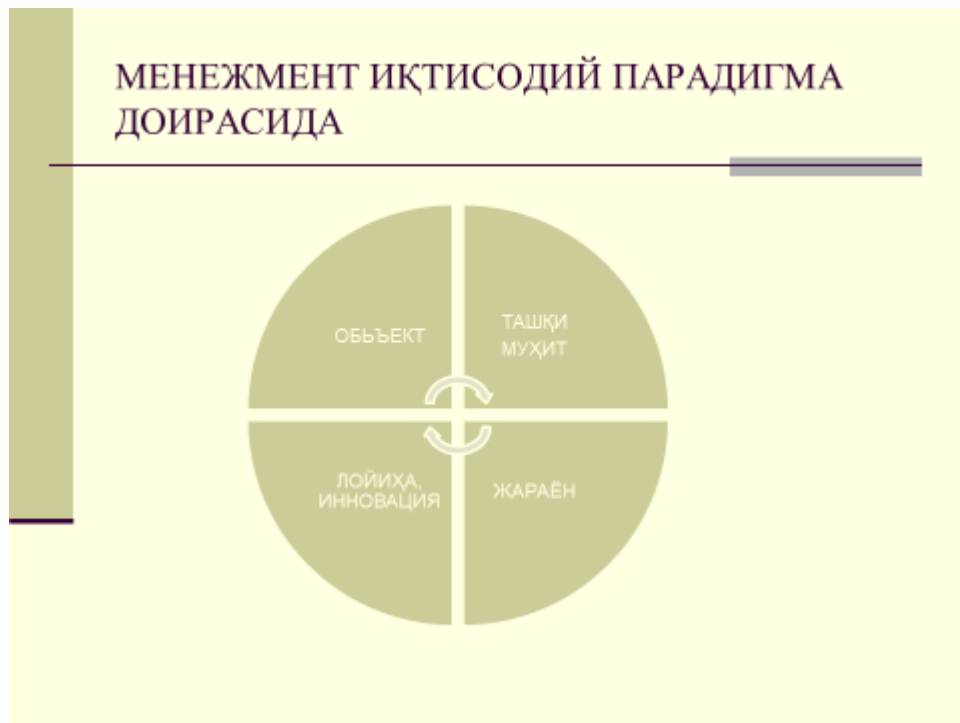 МЕНЕЖМЕНТ ИҚТИСОДИЙ ПАРАДИГМА
ДОИРАСИДА
ОБЬЪЕКТ
ТАШҚИ
МУҲИТ
ЛОЙИҲА,
ИННОВАЦИЯ
ЖАРАЁН